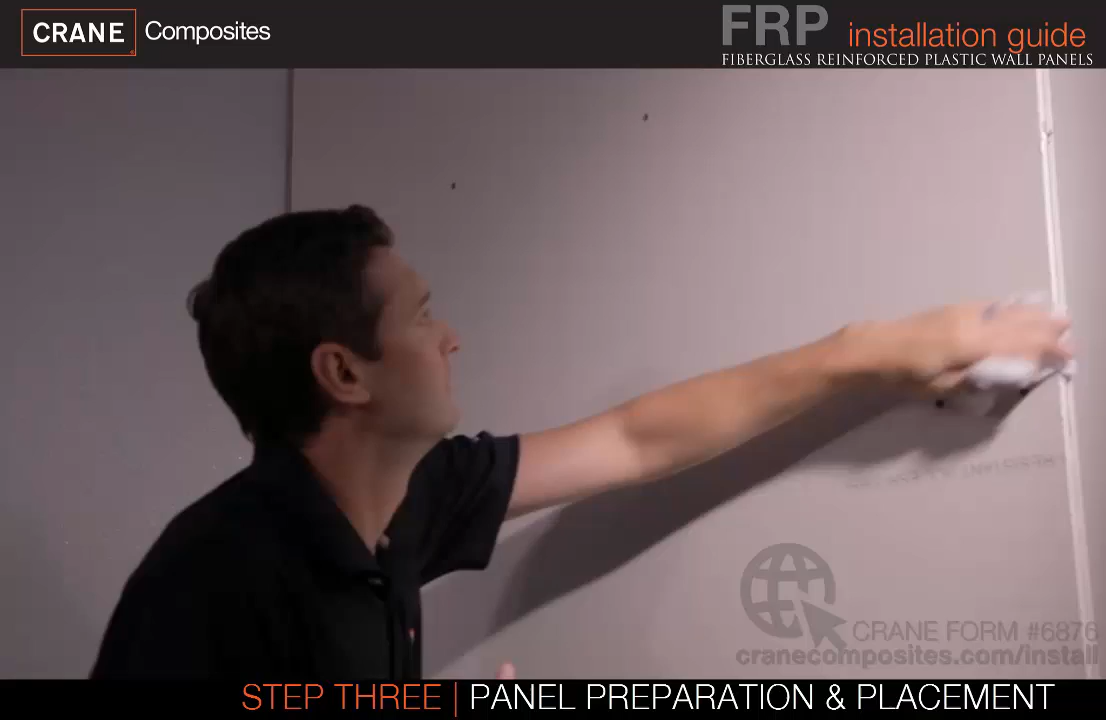 CRANE Composites
FRP installation guide
FIBERGLASS REINFORCED PLASTIC WALL PANELS
CRANE FORM #6876
cranecomposites.com/install
STEP THREE | PANEL PREPARATION & PLACEMENT